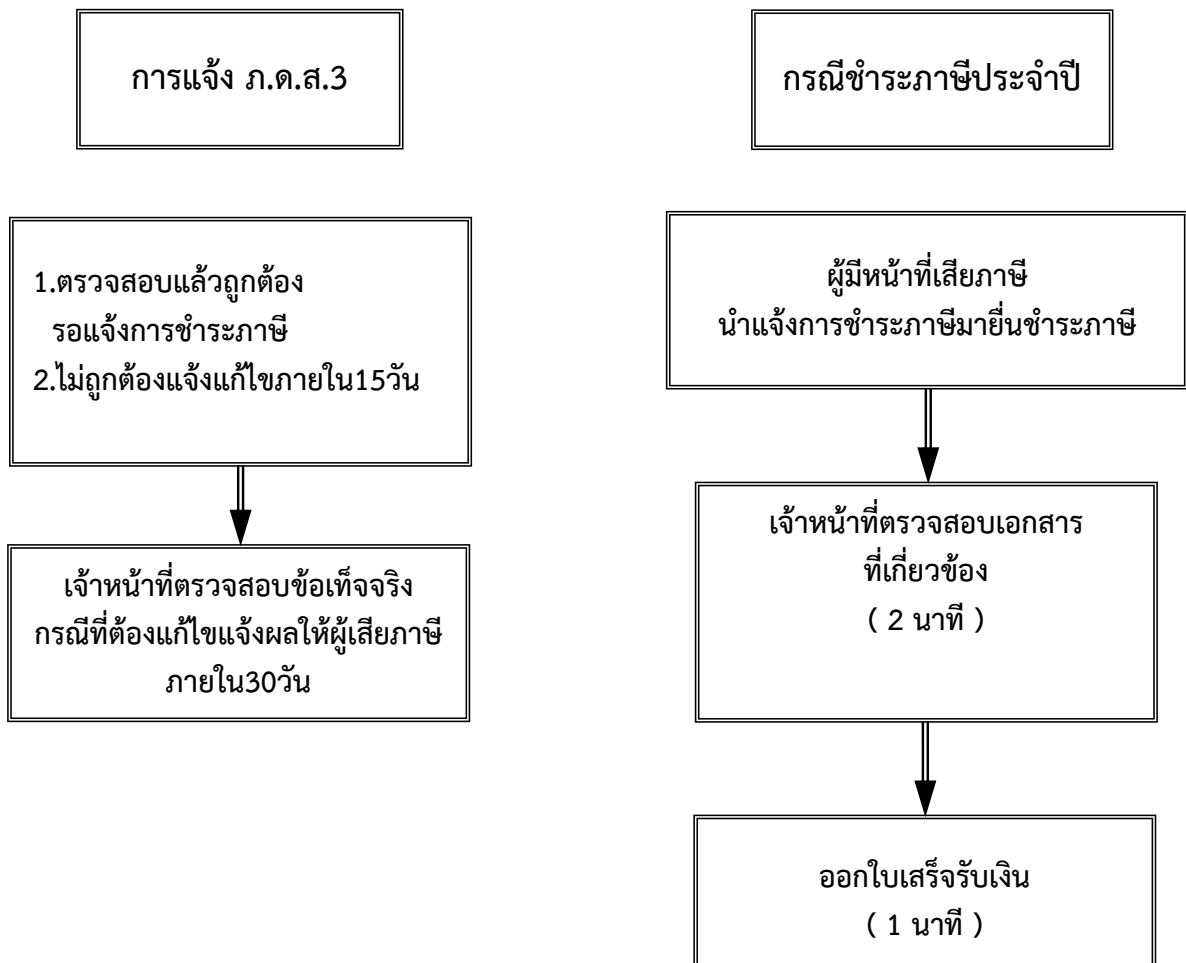 การแจ้ง ภ.ด.ส.3
1.ตรวจสอบแล้วถูกต้อง
รอแจ้งการชำระภาษี
2.ไม่ถูกต้องแจ้งแก้ไขภายใน15วัน
เจ้าหน้าที่ตรวจสอบข้อเท็จจริง
กรณีที่ต้องแก้ไขแจ้งผลให้ผู้เสียภาษี
ภายใน30วัน
กรณีชำระภาษีประจำปี
ผู้มีหน้าที่เสียภาษี
นำแจ้งการชำระภาษีมายื่นชำระภาษี
เจ้าหน้าที่ตรวจสอบเอกสาร
ที่เกี่ยวข้อง
( 2 นาที )
ออกใบเสร็จรับเงิน
( 1 นาที )